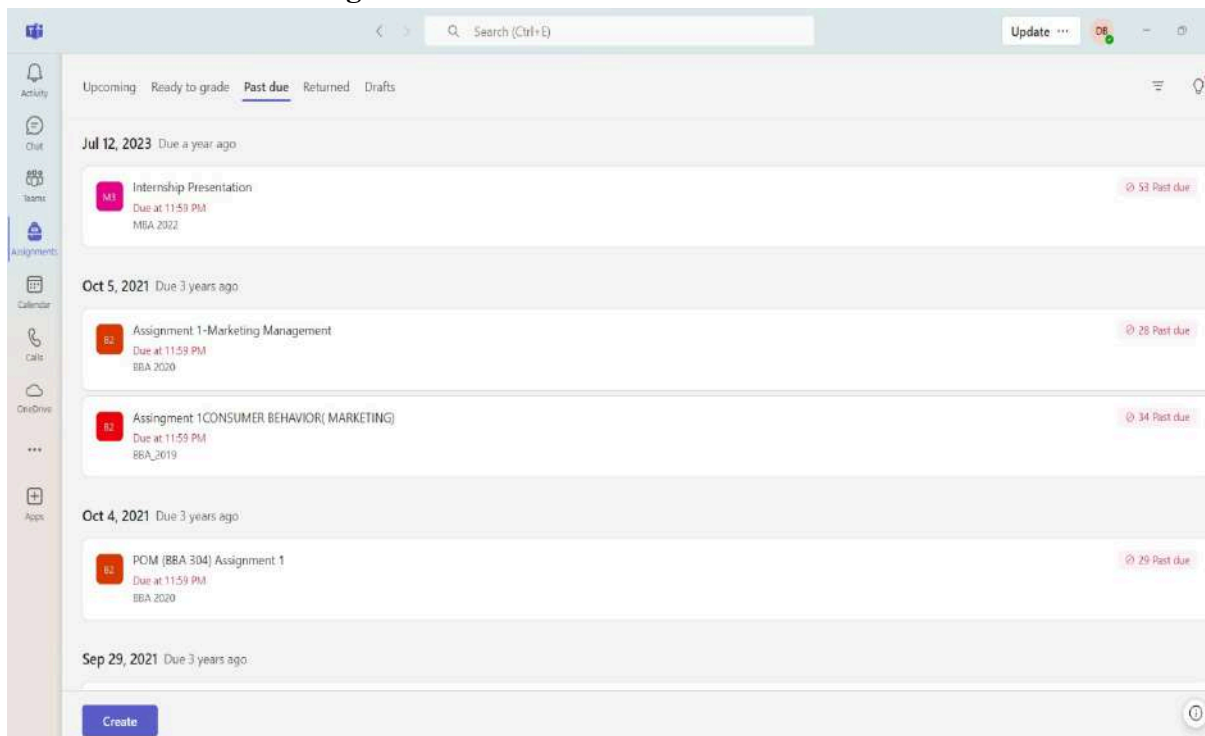 Search (Ctrl+E)
Update ...
DB
Activity
Chat
Teams
Assignments
Calendar
Calls
OneDrive
Apps
Upcoming Ready to grade Past due Returned Drafts
Jul 12, 2023 Due a year ago
M3
Internship Presentation
53 Past due
Due at 11:59 PM
MBA 2022
Oct 5, 2021 Due 3 years ago
B2
Assignment 1-Marketing Management
28 Past due
Due at 11:59 PM
BBA 2020
B2
Assingment 1CONSUMER BEHAVIOR( MARKETING)
34 Past due
Due at 11:59 PM
BBA_2019
Oct 4, 2021 Due 3 years ago
B2
POM (BBA 304) Assignment 1
29 Past due
Due at 11:59 PM
BBA 2020
Sep 29, 2021 Due 3 years ago
Create